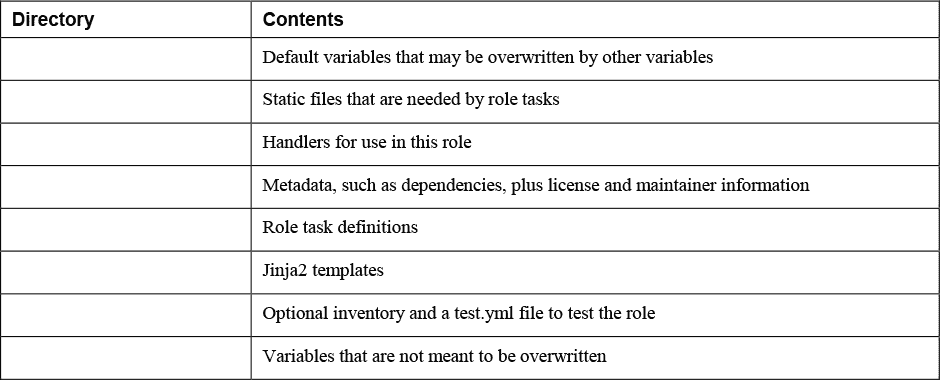 Directory Contents
Default variables that may be overwritten by other variables
Static files that are needed by role tasks
Handlers for use in this role
Metadata, such as dependencies, plus license and maintainer information
Role task definitions
Jinja2 templates
Optional inventory and a test.yml file to test the role
Variables that are not meant to be overwritten